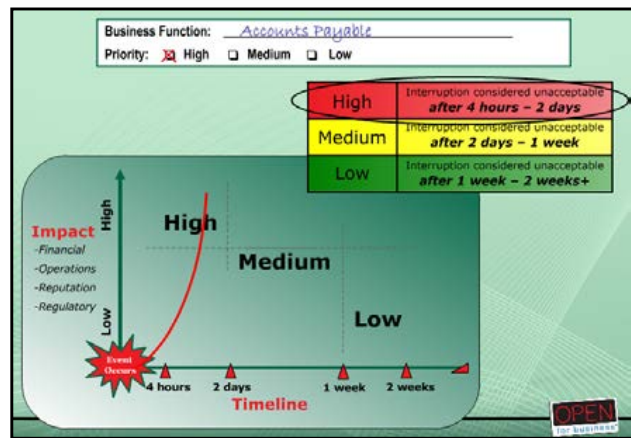 Business Function: Accounts Payable
Priority: High Medium Low
High Interruption considered unacceptable
after 4 hours – 2 days
Medium Interruption considered unacceptable
after 2 days – 1 week
Low Interruption considered unacceptable
after 1 week – 2 weeks+
Impact
-Financial
-Operations
-Reputation
-Regulatory
High
Low
High
Medium
Low
Event
Occurs
4 hours 2 days 1 week 2 weeks
Timeline
OPEN
for business